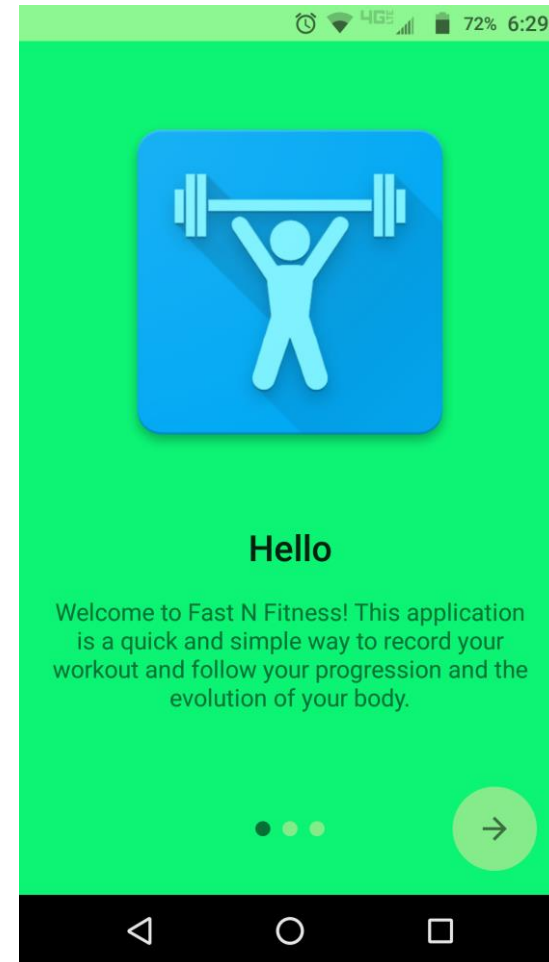 4G 72% 6:29
Hello
Welcome to Fast N Fitness! This application
is a quick and simple way to record your
workout and follow your progression and the
evolution of your body.